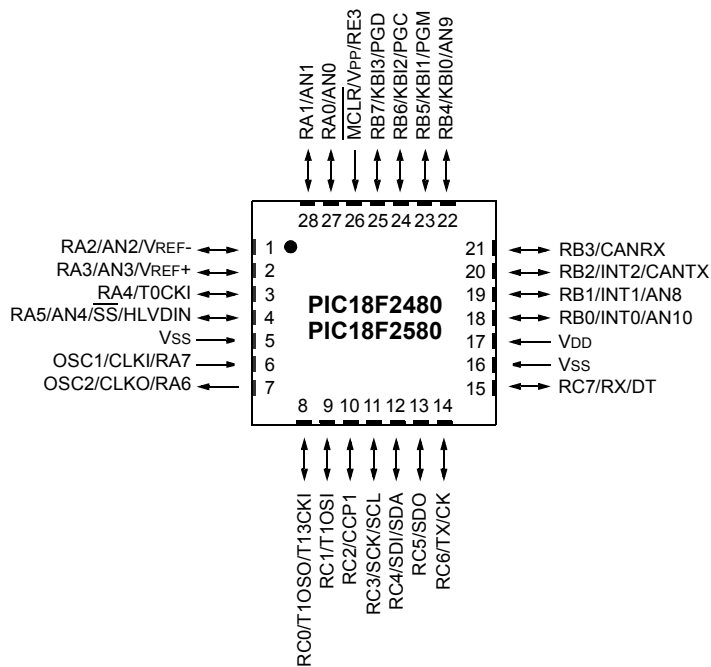 RA1/AN1
RA0/AN0
MCLR/VPP/RE3
RB7/KBI3/PGD
RB6/KBI2/PGC
RB5/KBI1/PGM
RB4/KBI0/AN9
28 27 26 25 24 23 22
RA2/AN2/VREF- 1
RA3/AN3/VREF+ 2
RA4/T0CKI 3
RA5/AN4/SS/HLVDIN 4
VSS 5
OSC1/CLKI/RA7 6
OSC2/CLKO/RA6 7
PIC18F2480
PIC18F2580
21 RB3/CANRX
20 RB2/INT2/CANTX
19 RB1/INT1/AN8
18 RB0/INT0/AN10
17 VDD
16 VSS
15 RC7/RX/DT
8 9 10 11 12 13 14
RC0/T1OSO/T13CKI
RC1/T1OSI
RC2/CCP1
RC3/SCK/SCL
RC4/SDI/SDA
RC5/SDO
RC6/TX/CK